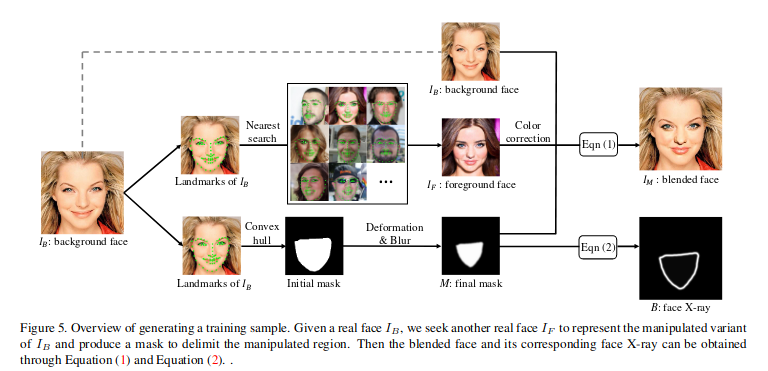 I_B: background face
Nearest
search
Color
correction
Eqn (1)
Landmarks of I_B
...
I_F : foreground face
I_M : blended face
I_B: background face
Convex
hull
Deformation
& Blur
Eqn (2)
Landmarks of I_B
Initial mask
M: final mask
B: face X-ray
Figure 5. Overview of generating a training sample. Given a real face I_B, we seek another real face I_F to represent the manipulated variant
of I_B and produce a mask to delimit the manipulated region. Then the blended face and its corresponding face X-ray can be obtained
through Equation (1) and Equation (2). .